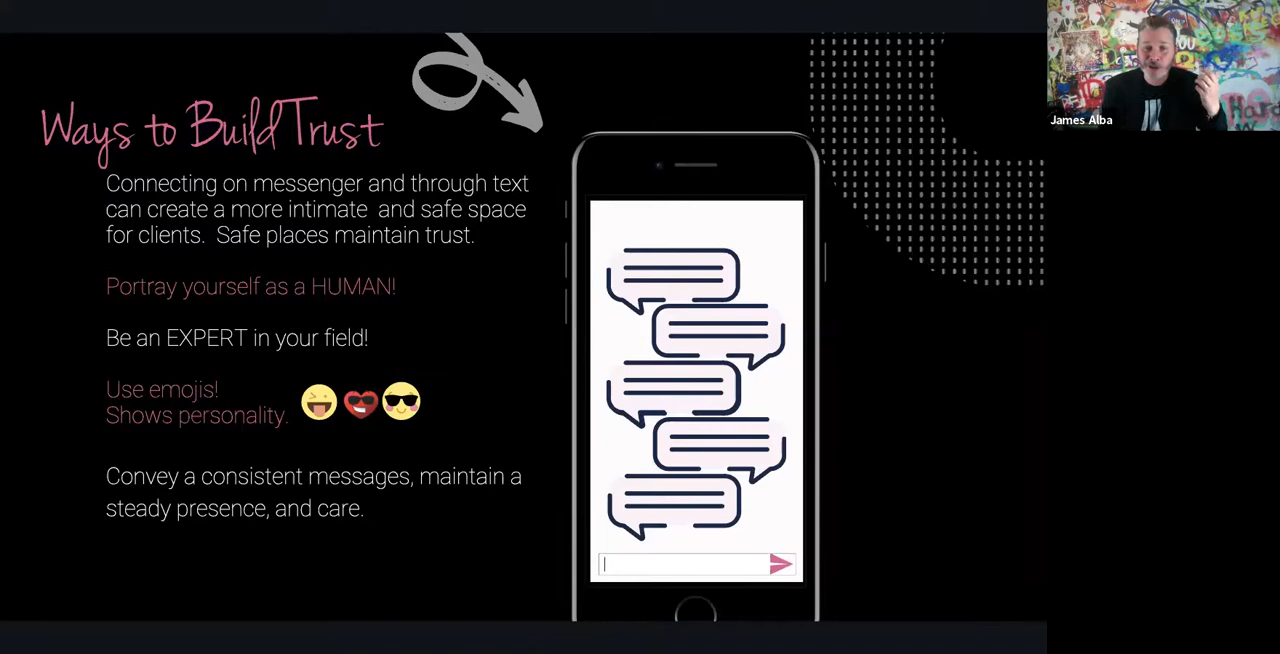 Ways to Build Trust
Connecting on messenger and through text
can create a more intimate and safe space
for clients. Safe places maintain trust.
Portray yourself as a HUMAN!
Be an EXPERT in your field!
Use emojis!
Shows personality.
Convey a consistent messages, maintain a
steady presence, and care.
YOU
James Alba